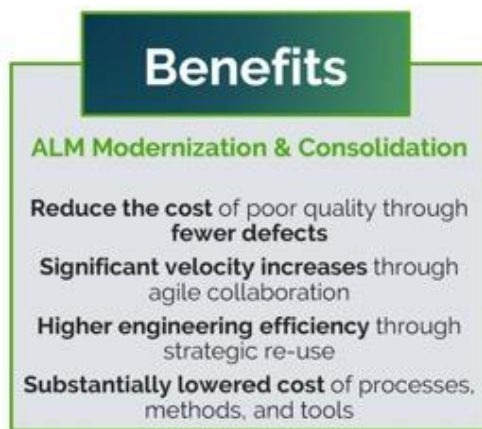 Benefits
ALM Modernization & Consolidation
Reduce the cost of poor quality through
fewer defects
Significant velocity increases through
agile collaboration
Higher engineering efficiency through
strategic re-use
Substantially lowered cost of processes,
methods, and tools